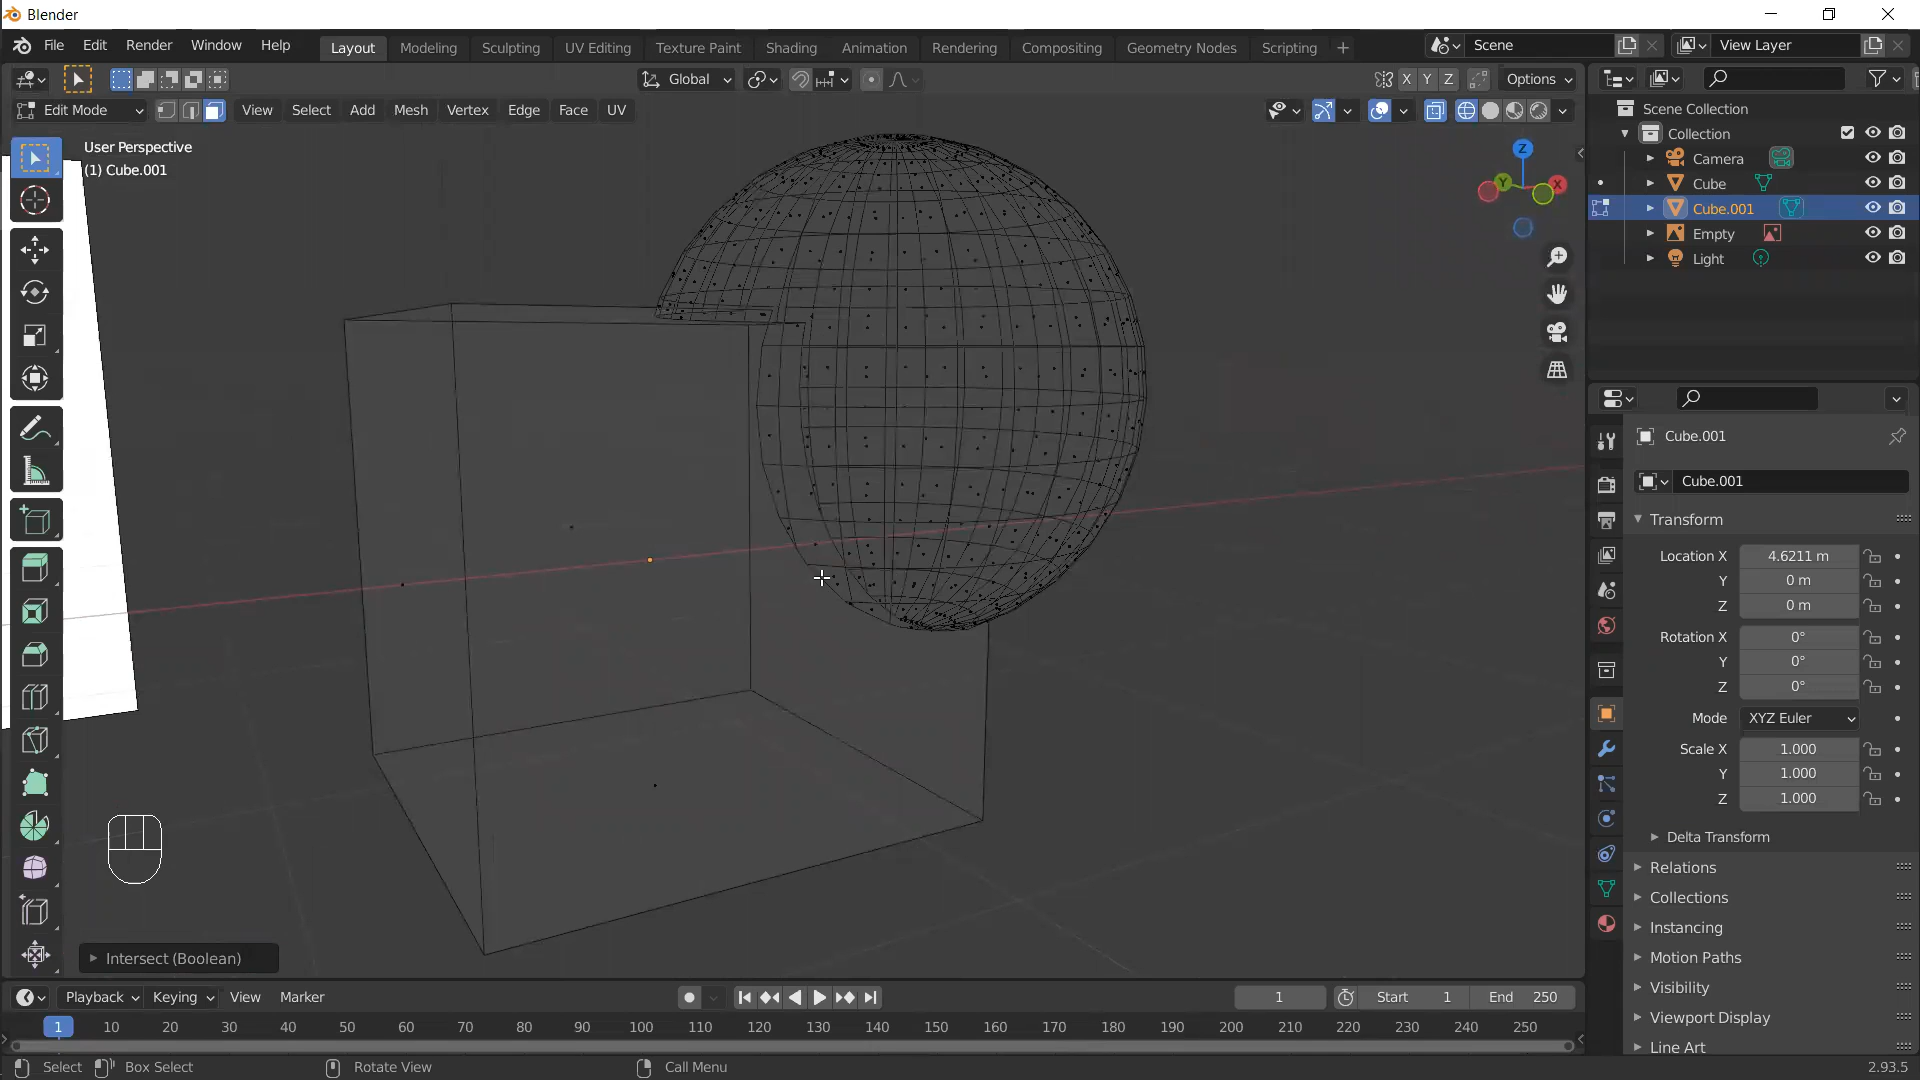 Blender
File Edit Render Window Help
Layout Modeling Sculpting UV Editing Texture Paint Shading Animation Rendering Compositing Geometry Nodes Scripting +
Scene
View Layer
Global
X Y Z
Options
Edit Mode
View Select Add Mesh Vertex Edge Face UV
User Perspective
(1) Cube.001
Z
Y
X
Scene Collection
Collection
Camera
Cube
Cube.001
Empty
Light
Cube.001
Cube.001
Transform
Location X 4.6211 m
Y 0 m
Z 0 m
Rotation X 0°
Y 0°
Z 0°
Mode XYZ Euler
Scale X 1.000
Y 1.000
Z 1.000
Delta Transform
Relations
Collections
Instancing
Motion Paths
Visibility
Viewport Display
Line Art
Intersect (Boolean)
Playback Keying View Marker
1 Start 1 End 250
1 10 20 30 40 50 60 70 80 90 100 110 120 130 140 150 160 170 180 190 200 210 220 230 240 250
Select Box Select Rotate View Call Menu 2.93.5